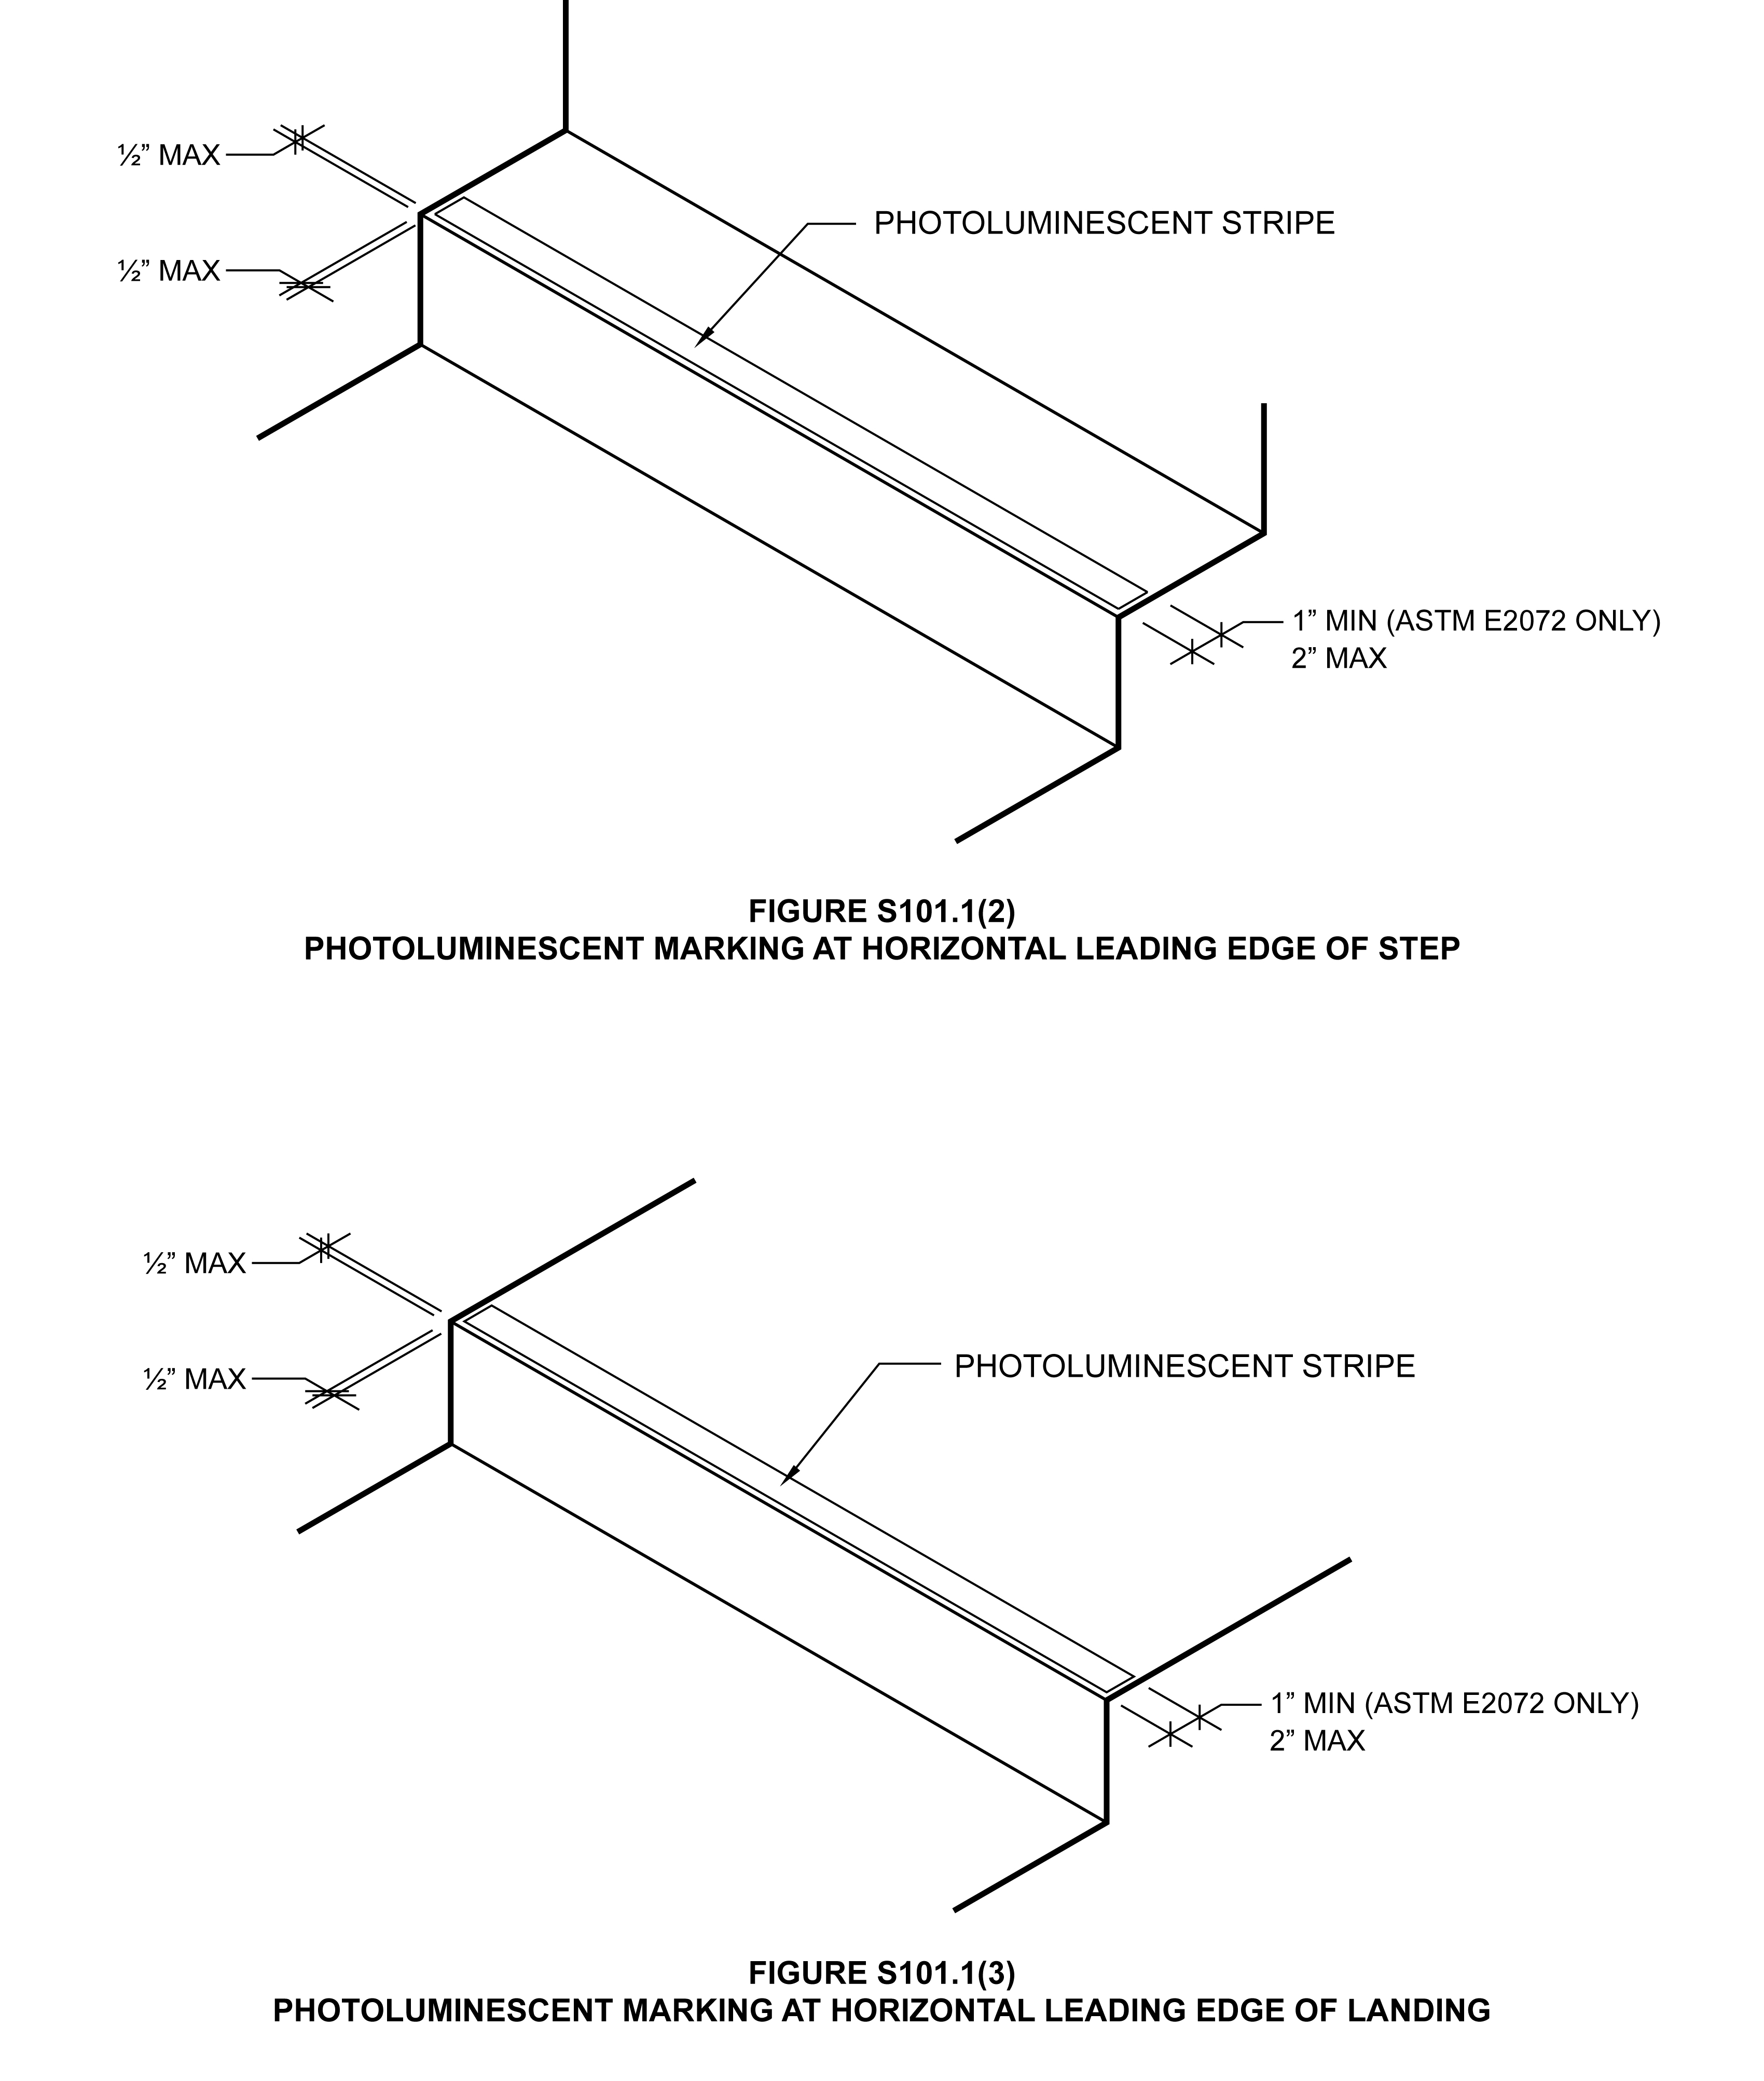 ½” MAX
PHOTOLUMINESCENT STRIPE
½” MAX
1” MIN (ASTM E2072 ONLY)
2” MAX
FIGURE S101.1(2)
PHOTOLUMINESCENT MARKING AT HORIZONTAL LEADING EDGE OF STEP
½” MAX
PHOTOLUMINESCENT STRIPE
½” MAX
1” MIN (ASTM E2072 ONLY)
2” MAX
FIGURE S101.1(3)
PHOTOLUMINESCENT MARKING AT HORIZONTAL LEADING EDGE OF LANDING